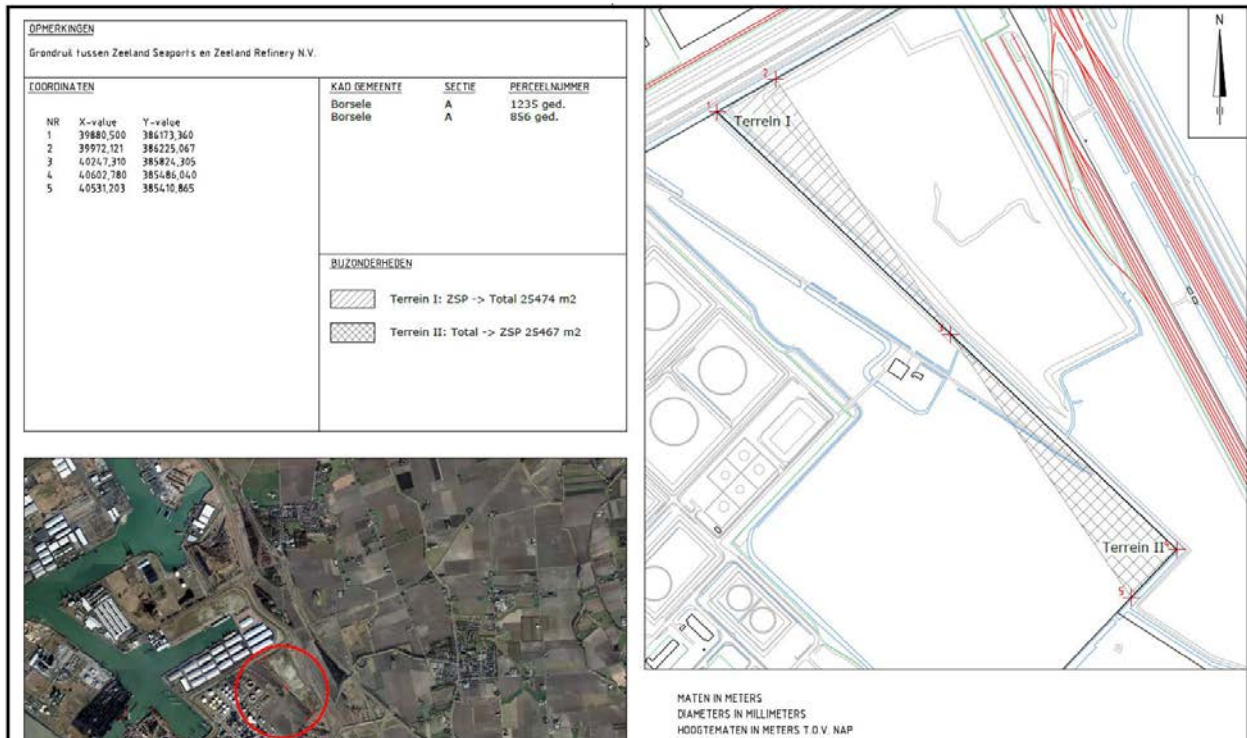 OPMERKINGEN
Grondruil tussen Zeeland Seaports en Zeeland Refinery N.V.
COORDINATEN
NR X-value Y-value
1 39880,500 386173,360
2 39972,121 386225,067
3 40247,310 385824,305
4 40602,780 385486,040
5 40531,203 385410,865
KAD GEMEENTE SECTIE PERCEELNUMMER
Borsele A 1235 ged.
Borsele A 856 ged.
BIJZONDERHEDEN
Terrein I: ZSP -> Total 25474 m2
Terrein II: Total -> ZSP 25467 m2
N
2
1
Terrein I
3
Terrein II
4
5
MATEN IN METERS
DIAMETERS IN MILLIMETERS
HOOGTEMATEN IN METERS T.O.V. NAP